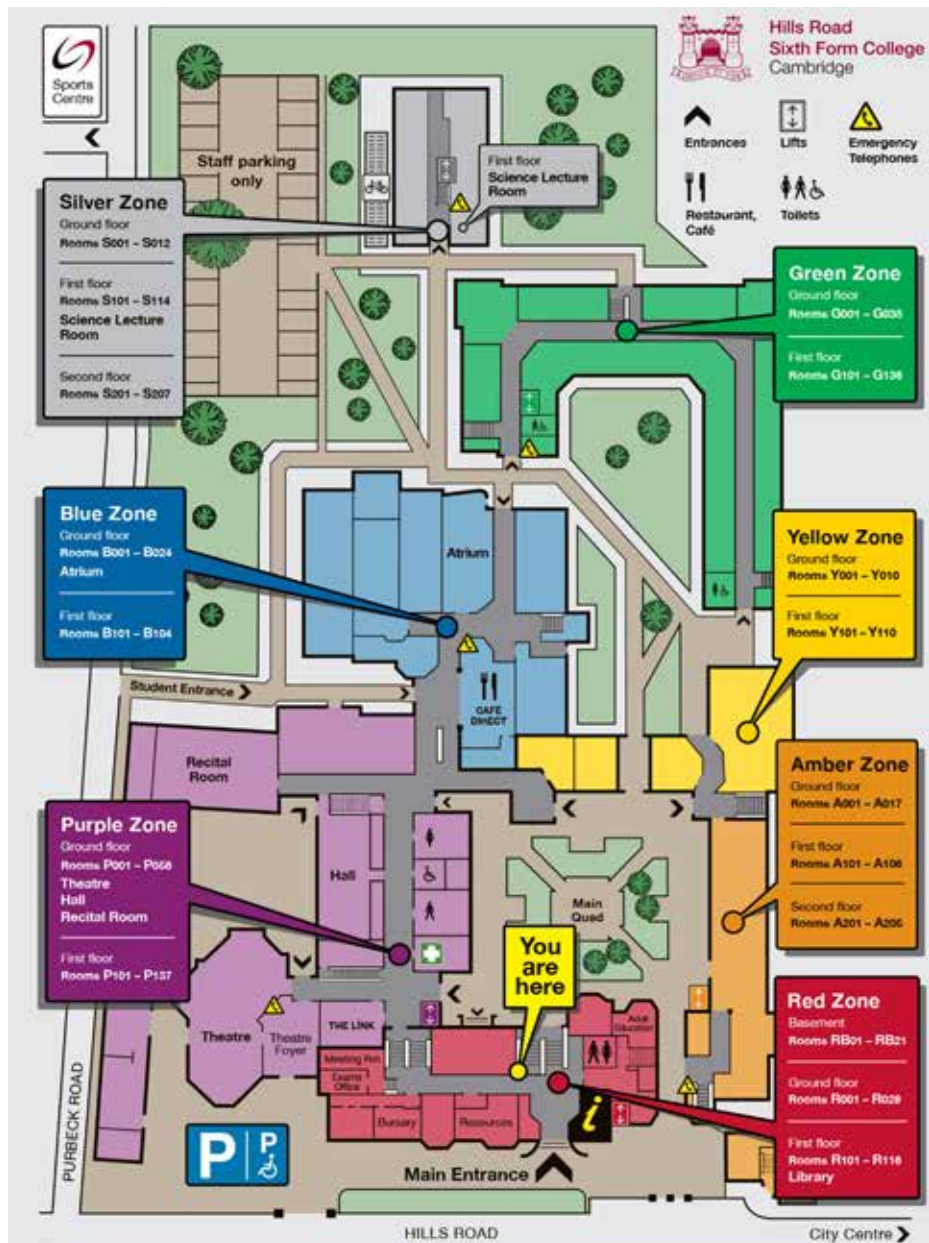 Sports
Centre
Hills Road
Sixth Form College
Cambridge
Entrances
Lifts
Emergency
Telephones
Restaurant,
Café
Toilets
Staff parking
only
First floor
Science Lecture
Room
Silver Zone
Ground floor
Rooms S001 – S012
First floor
Rooms S101 – S114
Science Lecture
Room
Second floor
Rooms S201 – S207
Green Zone
Ground floor
Rooms G001 – G035
First floor
Rooms G101 – G136
Blue Zone
Ground floor
Rooms B001 – B024
Atrium
First floor
Rooms B101 – B104
Atrium
Yellow Zone
Ground floor
Rooms Y001 – Y010
First floor
Rooms Y101 – Y110
Student Entrance
CAFE
DIRECT
Recital
Room
Amber Zone
Ground floor
Rooms A001 – A017
First floor
Rooms A101 – A106
Second floor
Rooms A201 – A205
Purple Zone
Ground floor
Rooms P001 – P056
Theatre
Hall
Recital Room
First floor
Rooms P101 – P137
Hall
Main
Quad
You
are
here
Red Zone
Basement
Rooms RB01 – RB21
Ground floor
Rooms R001 – R029
First floor
Rooms R101 – R116
Library
Theatre
Theatre
Foyer
THE LINK
Meeting Rm
Exams
Office
Bursary
Resources
Adult
Education
i
P
P
PURBECK ROAD
Main Entrance
HILLS ROAD
City Centre